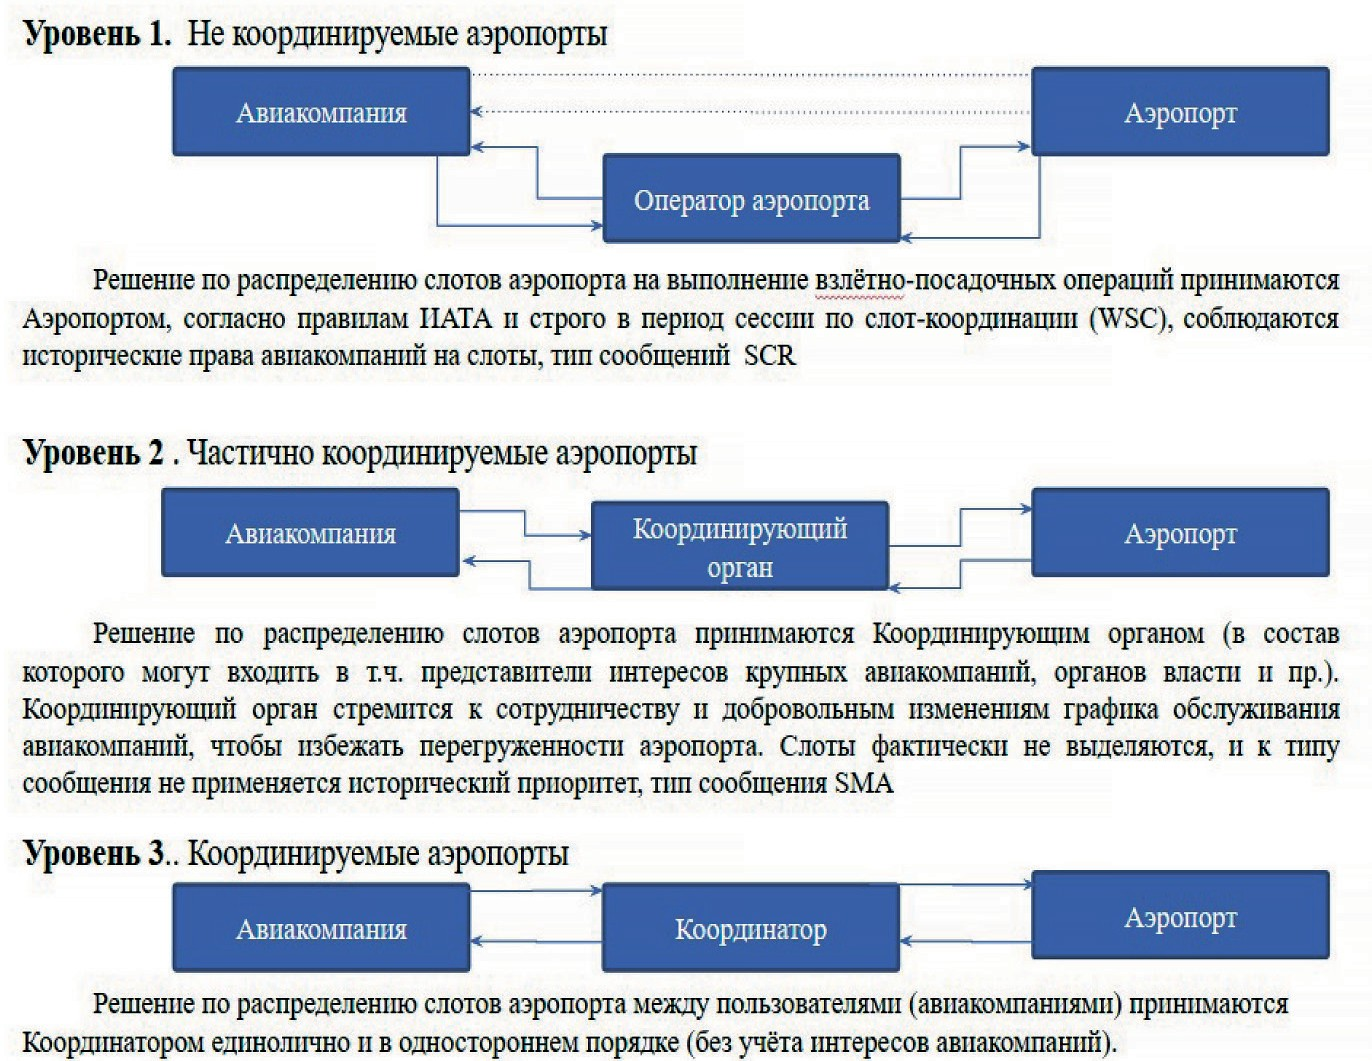 Уровень 1. Не координируемые аэропорты
Авиакомпания
Аэропорт
Оператор аэропорта
Решение по распределению слотов аэропорта на выполнение взлётно-посадочных операций принимаются
Аэропортом, согласно правилам ИАТА и строго в период сессии по слот-координации (WSC), соблюдаются
исторические права авиакомпаний на слоты, тип сообщений SCR
Уровень 2 . Частично координируемые аэропорты
Авиакомпания
Координирующий
орган
Аэропорт
Решение по распределению слотов аэропорта принимаются Координирующим органом (в состав
которого могут входить в т.ч. представители интересов крупных авиакомпаний, органов власти и пр.).
Координирующий орган стремится к сотрудничеству и добровольным изменениям графика обслуживания
авиакомпаний, чтобы избежать перегруженности аэропорта. Слоты фактически не выделяются, и к типу
сообщения не применяется исторический приоритет, тип сообщения SMA
Уровень 3.. Координируемые аэропорты
Авиакомпания
Координатор
Аэропорт
Решение по распределению слотов аэропорта между пользователями (авиакомпаниями) принимаются
Координатором единолично и в одностороннем порядке (без учёта интересов авиакомпаний).